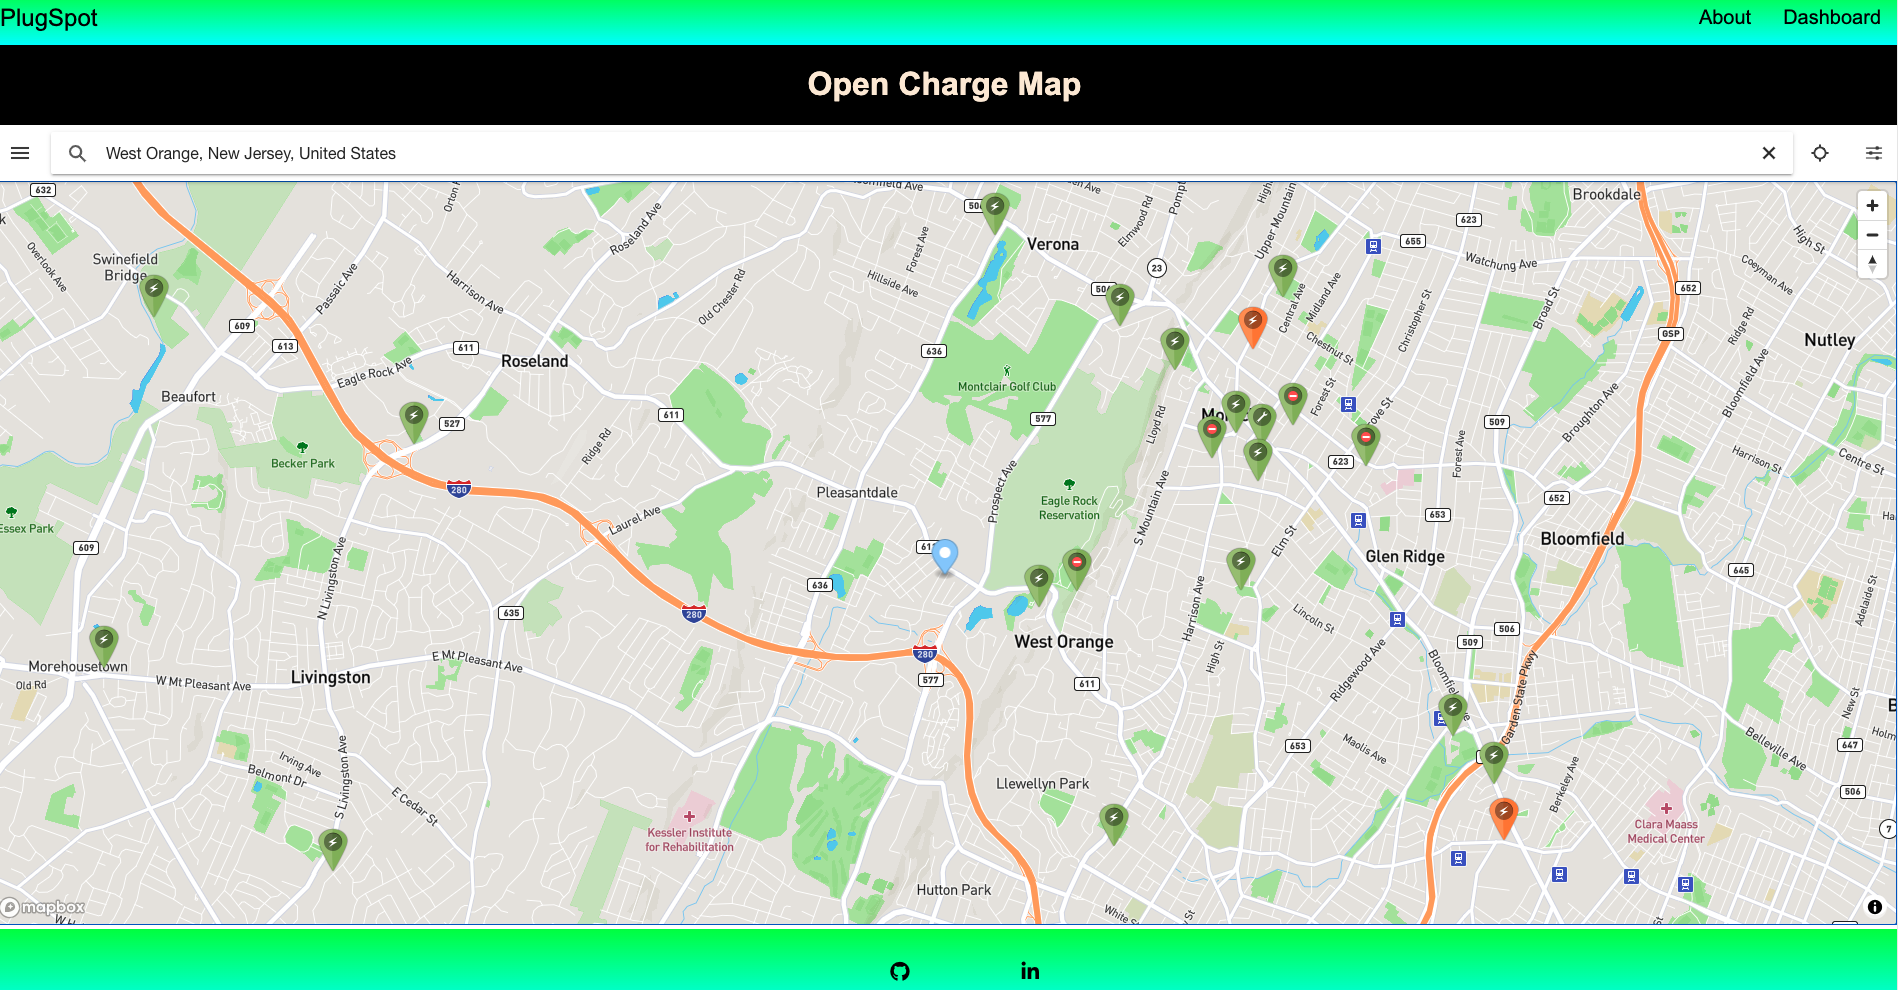 PlugSpot
About
Dashboard
Open Charge Map
West Orange, New Jersey, United States
632
Roseland Ave
Forest Ave
506
Verona
Elmwood Rd
Upper Mountain
623
655
Watchung Ave
Brookdale
High St
Coyeman Ave
Overlook Ave
Swinefield
Bridge
Passaic Ave
Harrison Ave
Old Chester Rd
Hillside Ave
23
Central Ave
Midland Ave
Christopher St
Broad St
652
Ridge Rd
609
613
611
Eagle Rock Ave
Roseland
636
Montclair Golf Club
Chestnut St
GSP
Nutley
Bloomfield Ave
Beaufort
527
611
577
Lloyd Rd
Forest St
509
Broughton Ave
Becker Park
Ridge Rd
280
Pleasantdale
Prospect Ave
Eagle Rock
Reservation
S Mountain Ave
623
Forest Ave
652
Harrison St
Centre St
Essex Park
609
Laurel Ave
653
Elm St
Glen Ridge
Bloomfield
645
N Livingston Ave
636
635
280
West Orange
Harrison Ave
Lincoln St
506
509
Adelaide St
Morehousetown
Old Rd
W Mt Pleasant Ave
Livingston
E Mt Pleasant Ave
280
577
611
High St
Ridgewood Ave
Garden State Pkwy
New St
Irving Ave
Belmont Dr
S Livingston Ave
E Cedar St
Kessler Institute
for Rehabilitation
Llewellyn Park
653
Maolis Ave
Berkeley Ave
Belleville Ave
647
506
7
Clara Maass
Medical Center
Hutton Park
mapbox
in